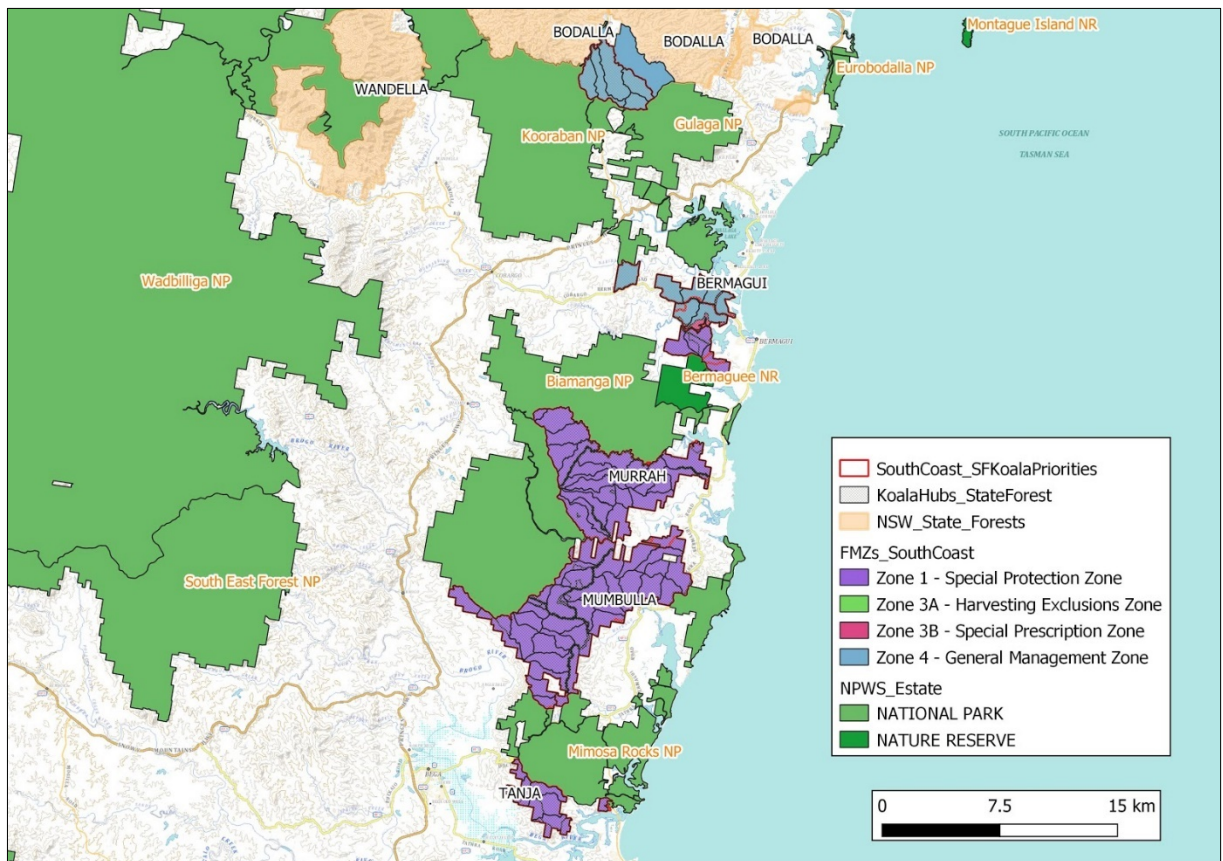 Montague Island NR
BODALLA
BODALLA
BODALLA
Eurobodalla NP
WANDELLA
Kooraban NP
Gulaga NP
SOUTH PACIFIC OCEAN
TASMAN SEA
Wadbilliga NP
BERMAGUI
BERMAGUI
Biamanga NP
Bermaguee NR
MURRAH
South East Forest NP
MUMBULLA
Mimosa Rocks NP
BEGA
TANJA
SouthCoast_SFKoalaPriorities
KoalaHubs_StateForest
NSW_State_Forests
FMZs_SouthCoast
Zone 1 - Special Protection Zone
Zone 3A - Harvesting Exclusions Zone
Zone 3B - Special Prescription Zone
Zone 4 - General Management Zone
NPWS_Estate
NATIONAL PARK
NATURE RESERVE
0 7.5 15 km